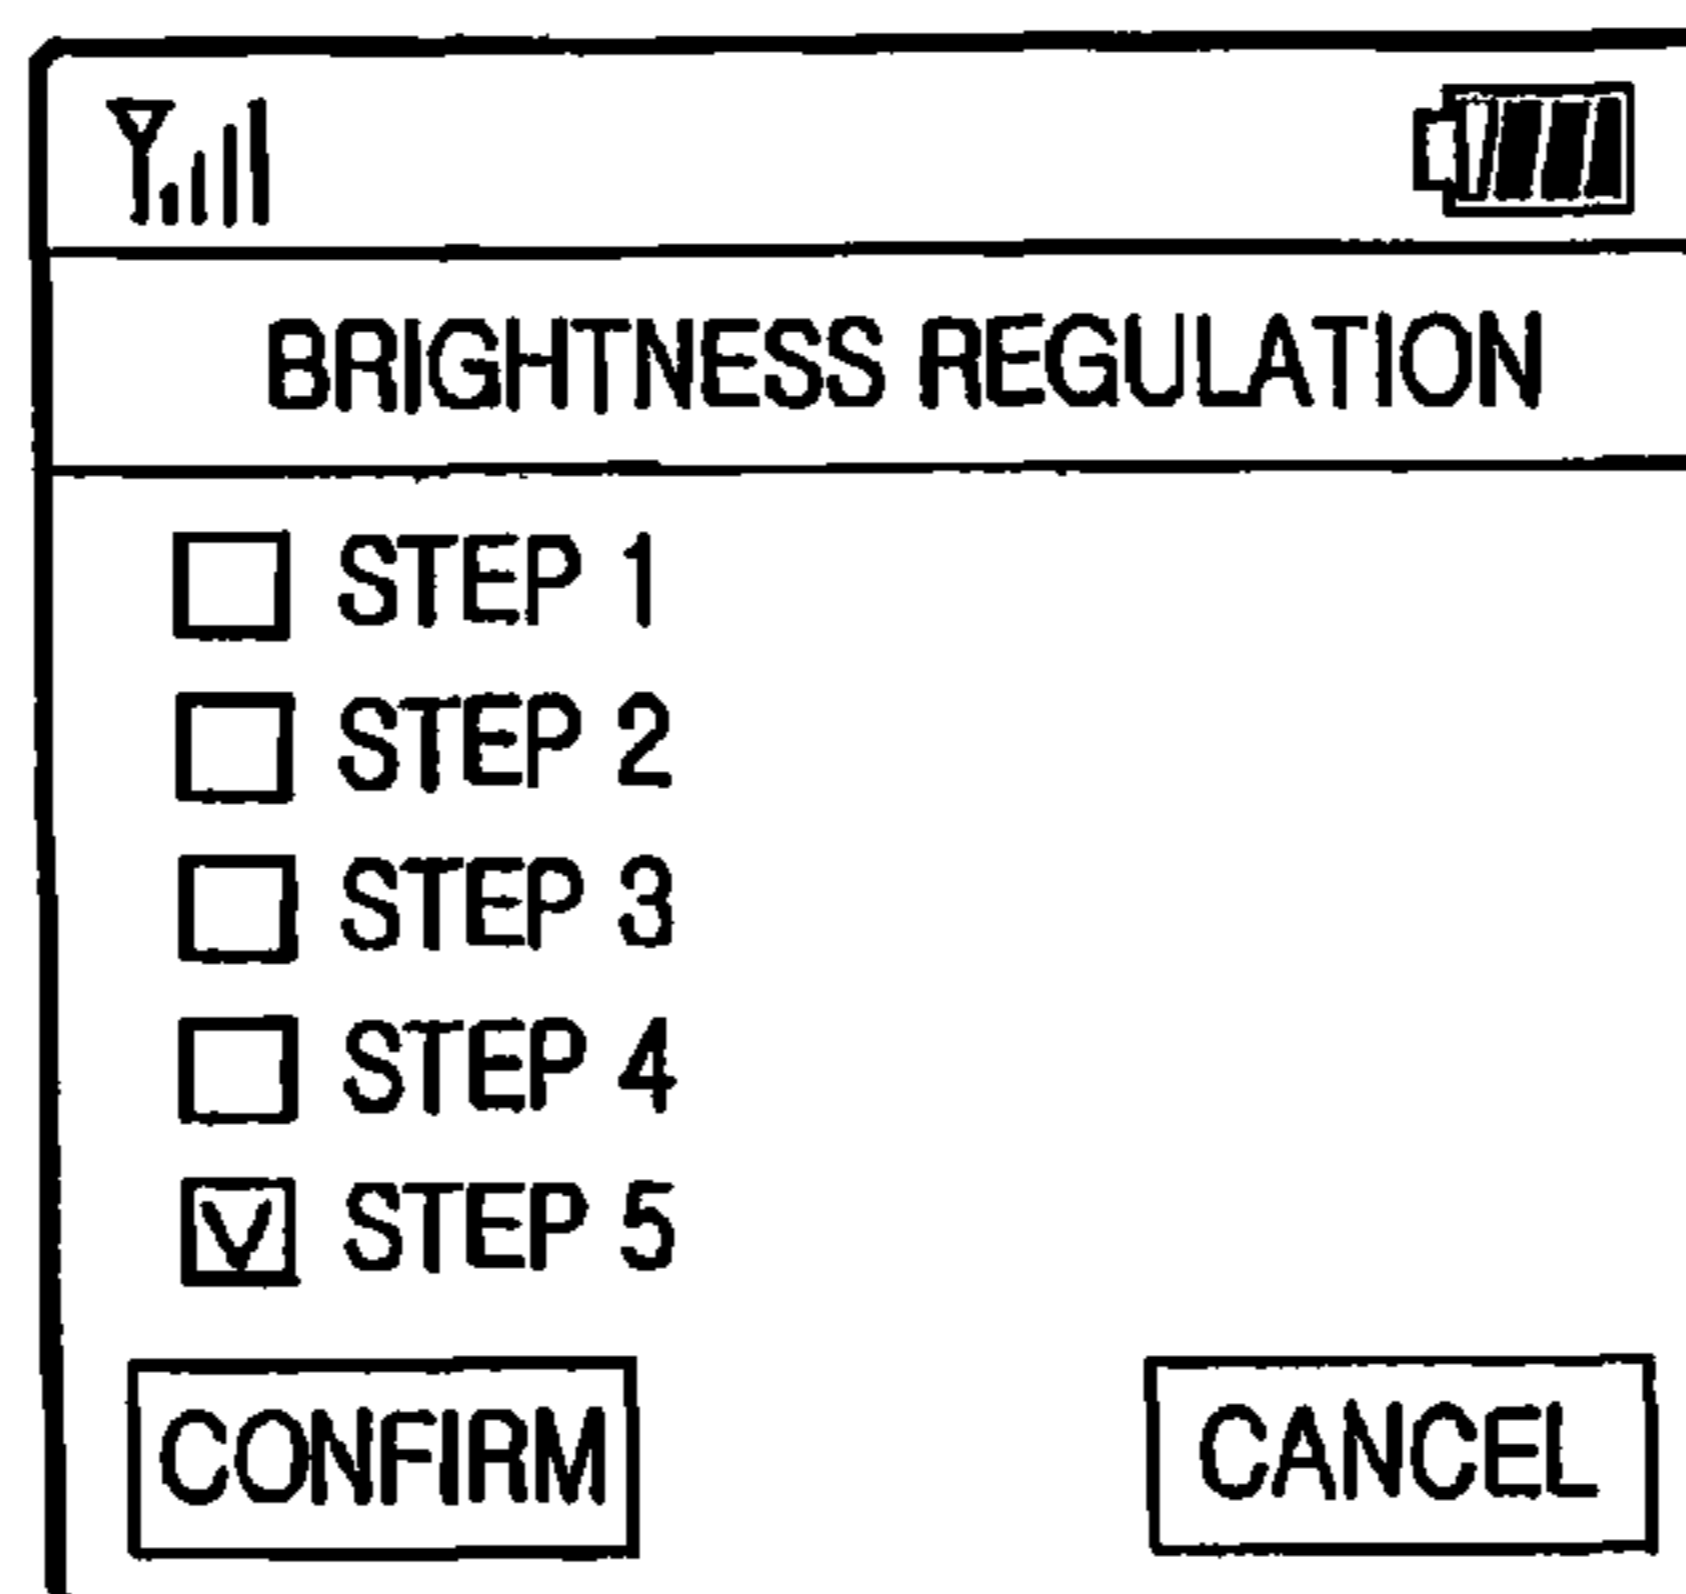 BRIGHTNESS REGULATION
STEP 1
STEP 2
STEP 3
STEP 4
STEP 5
CONFIRM CANCEL